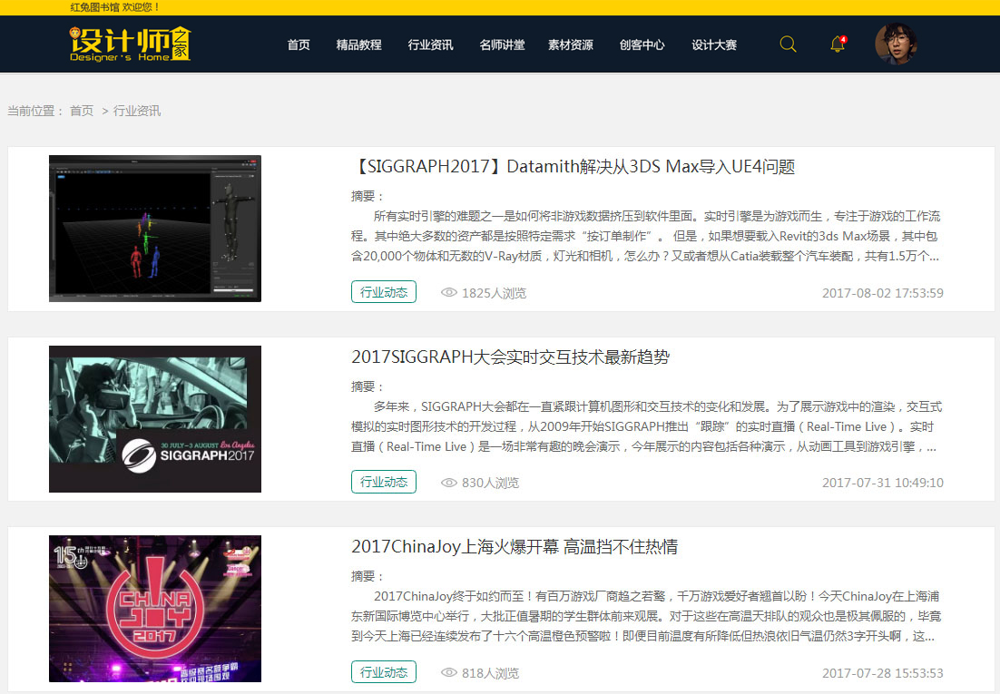 红兔图书馆 欢迎您！
设计师之家
Designer's Home
首页 精品教程 行业资讯 名师讲堂 素材资源 创客中心 设计大赛
4
当前位置： 首页 > 行业资讯
【SIGGRAPH2017】Datamith解决从3DS Max导入UE4问题
摘要：
所有实时引擎的难题之一是如何将非游戏数据挤压到软件里面。实时引擎是为游戏而生，专注于游戏的工作流
程。其中绝大多数的资产都是按照特定需求“按订单制作”。 但是，如果想要载入Revit的3ds Max场景，其中包
含20,000个物体和无数的V-Ray材质，灯光和相机，怎么办？又或者想从Catia装载整个汽车装配，共有1.5万个...
行业动态 1825人浏览 2017-08-02 17:53:59
30 JULY–3 AUGUST Los Angeles
SIGGRAPH2017
2017SIGGRAPH大会实时交互技术最新趋势
摘要：
多年来，SIGGRAPH大会都在一直紧跟计算机图形和交互技术的变化和发展。为了展示游戏中的渲染，交互式
模拟的实时图形技术的开发过程，从2009年开始SIGGRAPH推出“跟踪”的实时直播（Real-Time Live）。实时
直播（Real-Time Live）是一场非常有趣的晚会演示，今年展示的内容包括各种演示，从动画工具到游戏引擎，...
行业动态 830人浏览 2017-07-31 10:49:10
15th
CHINA
JOY
2017
2017ChinaJoy上海火爆开幕 高温挡不住热情
摘要：
2017ChinaJoy终于如约而至！有百万游戏厂商趋之若鹜，千万游戏爱好者翘首以盼！今天ChinaJoy在上海浦
东新国际博览中心举行，大批正值暑期的学生群体前来观展。对于这些在高温天排队的观众也是极其佩服的，毕竟
到今天上海已经连续发布了十六个高温橙色预警啦！即便目前温度有所降低但热浪依旧气温仍然3字开头啊，这...
行业动态 818人浏览 2017-07-28 15:53:53